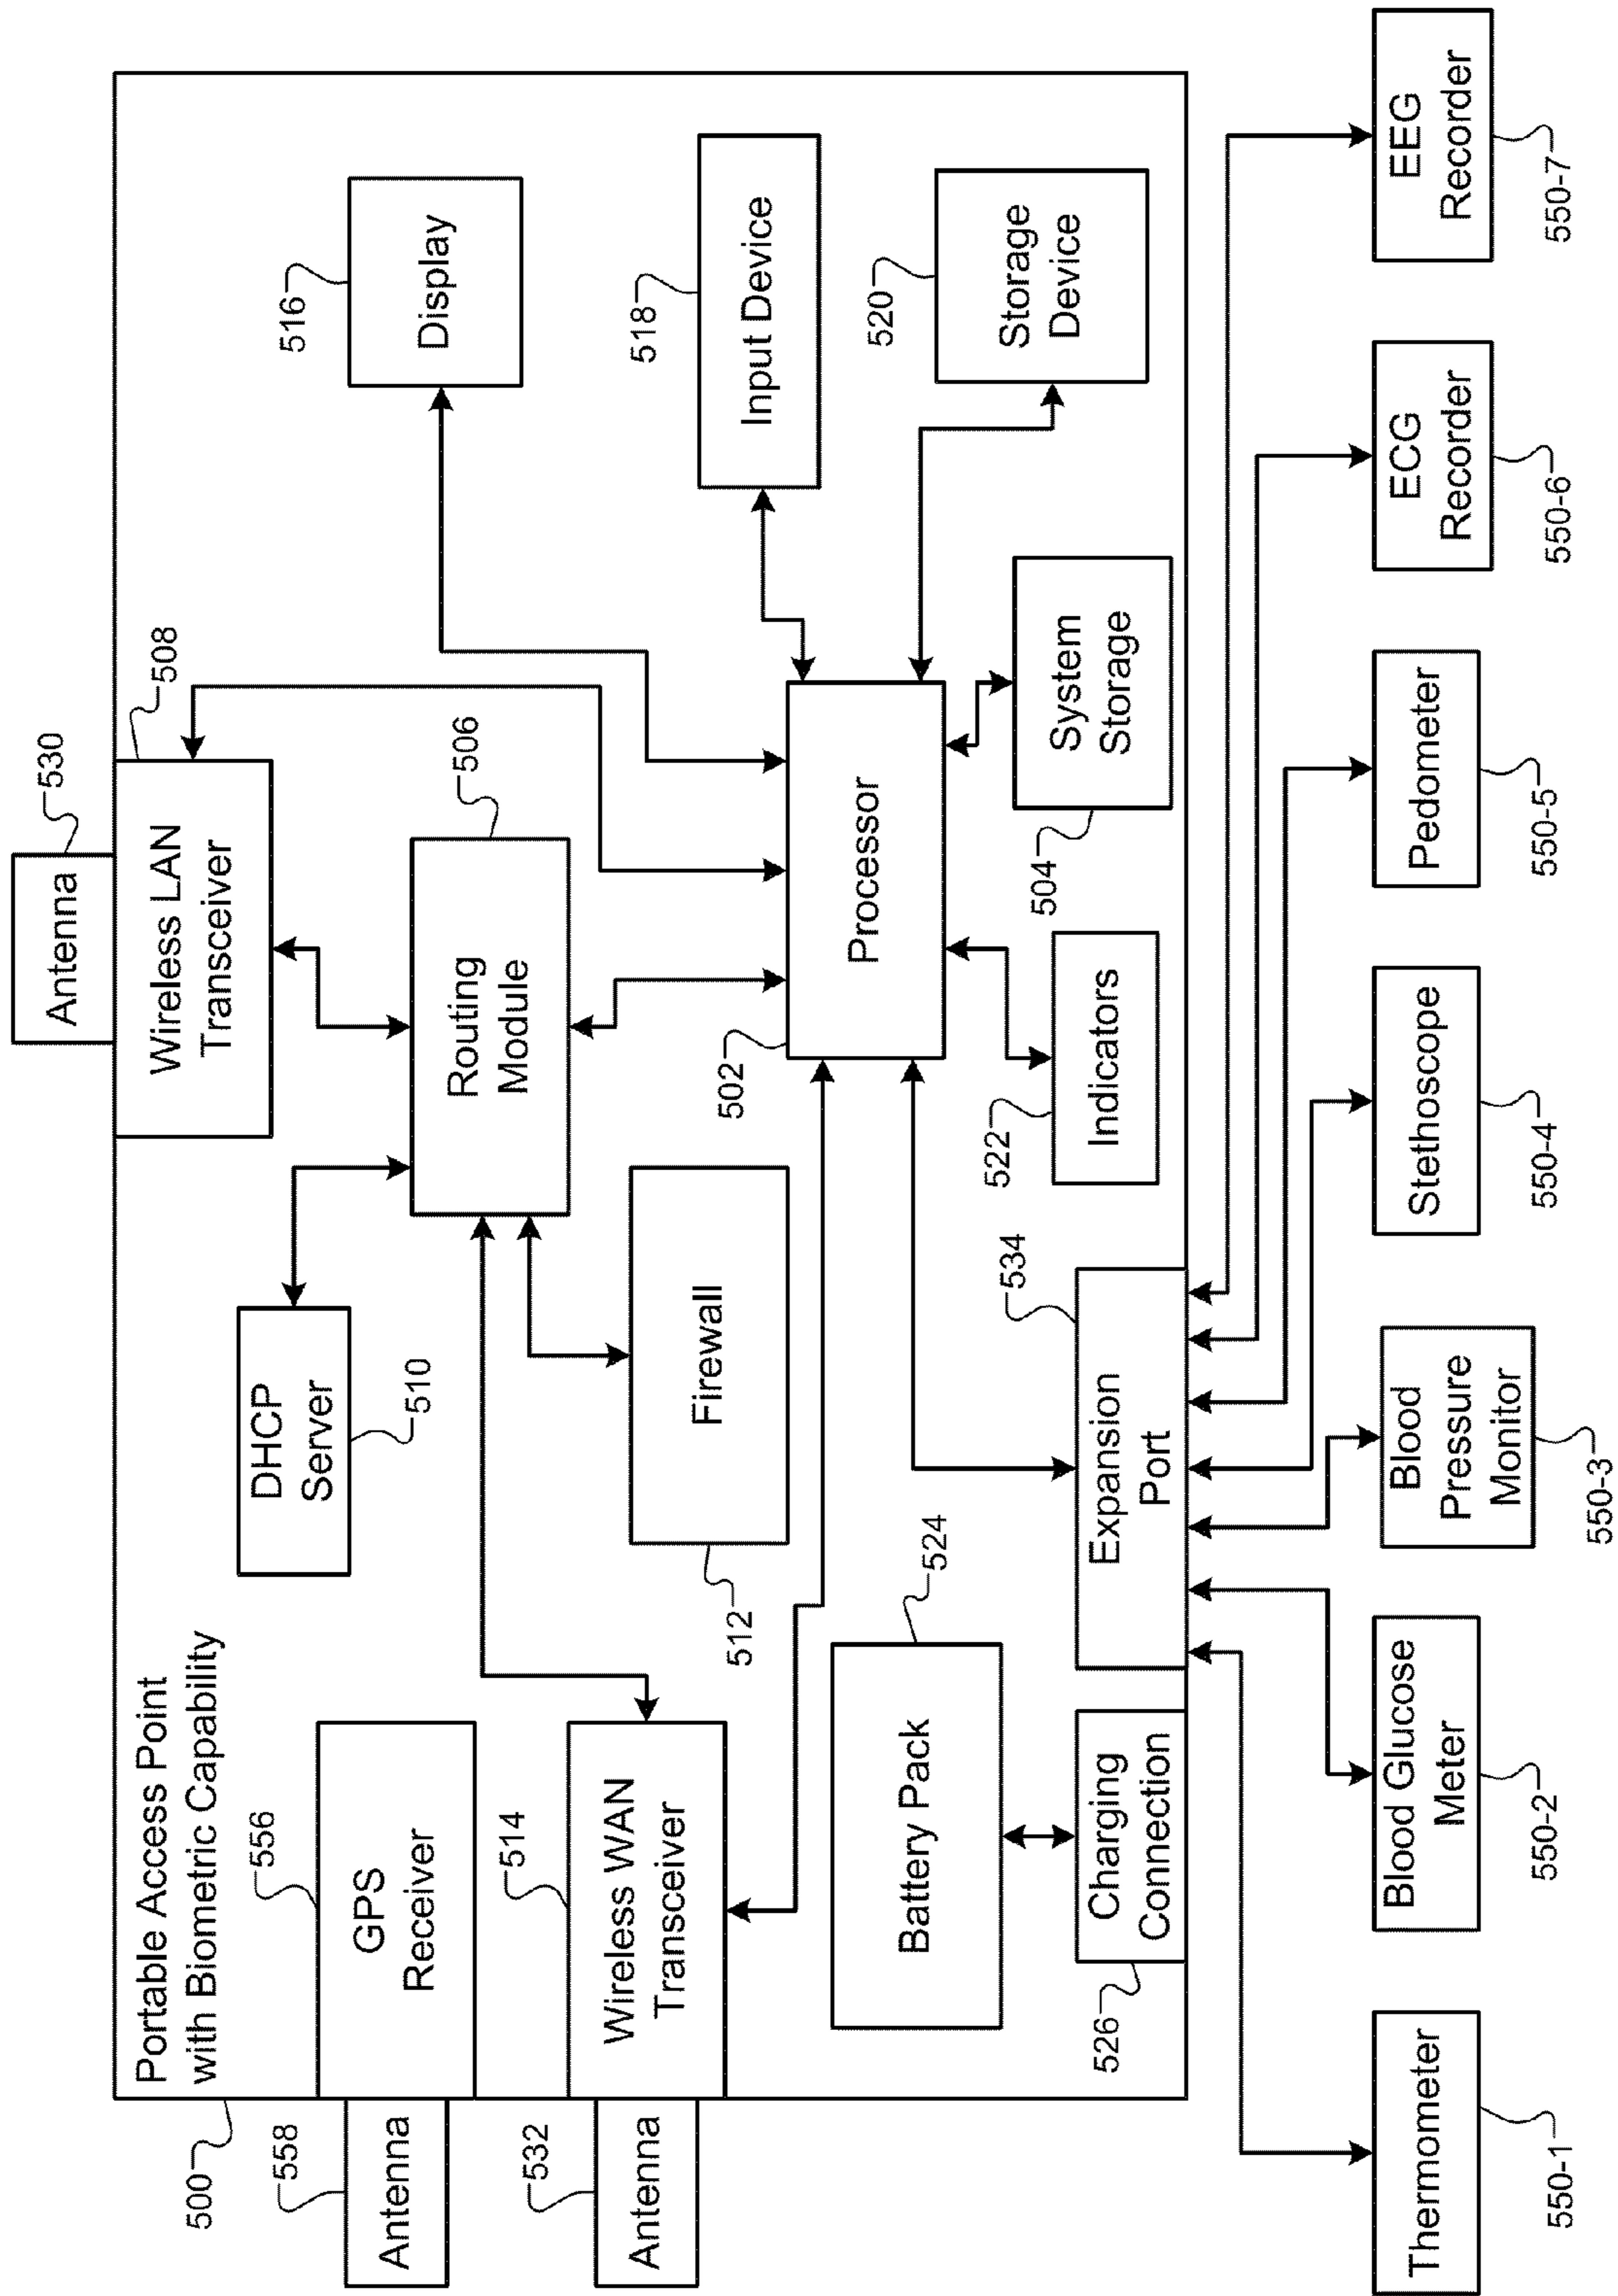 Portable Access Point
with Biometric Capability
500
Antenna
530
Wireless LAN
Transceiver
508
DHCP
Server
510
Routing
Module
506
Display
516
GPS
Receiver
556
Antenna
558
Wireless WAN
Transceiver
514
Antenna
532
Firewall
512
Input Device
518
Processor
502
Storage
Device
520
System
Storage
504
Indicators
522
Battery Pack
524
Charging
Connection
526
Expansion
Port
534
Thermometer
550-1
Blood Glucose
Meter
550-2
Blood
Pressure
Monitor
550-3
Stethoscope
550-4
Pedometer
550-5
ECG
Recorder
550-6
EEG
Recorder
550-7